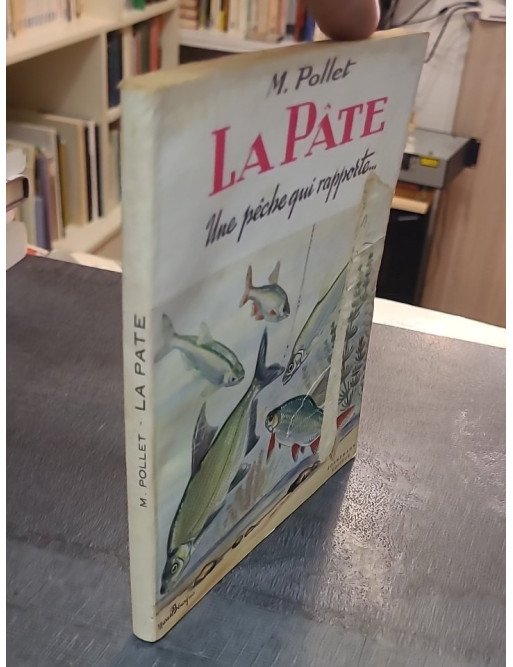 M. Pollet
LA PÂTE
Une pêche qui rapporte...
M. POLLET - LA PATE